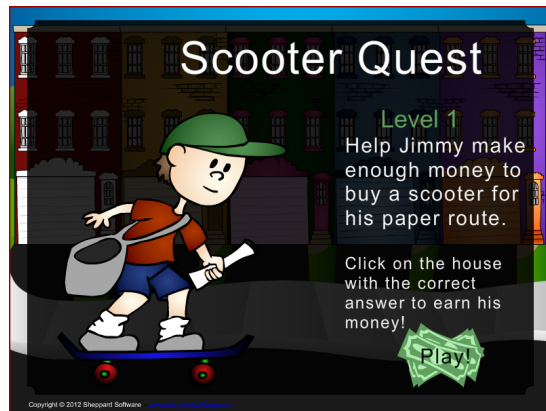 Scooter Quest
Level 1
Help Jimmy make
enough money to
buy a scooter for
his paper route.
Click on the house
with the correct
answer to earn his
money!
Play!
Copyright © 2012 Sheppard Software